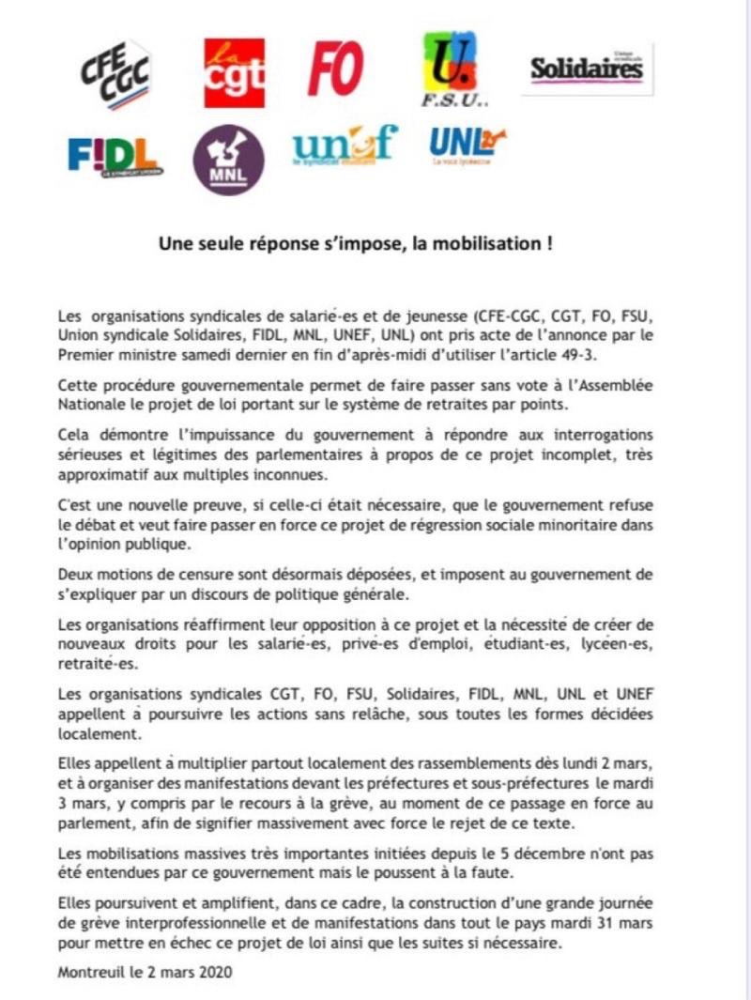 CFE
CGC
la
cgt
FO
U.
F.S.U..
Union
syndicale
Solidaires
F!DL
LE SYNDICAT LYCÉEN
MNL
unef
le syndicat étudiant
UNL
La voix lycéenne
Une seule réponse s’impose, la mobilisation !
Les organisations syndicales de salarié-es et de jeunesse (CFE-CGC, CGT, FO, FSU,
Union syndicale Solidaires, FIDL, MNL, UNEF, UNL) ont pris acte de l’annonce par le
Premier ministre samedi dernier en fin d’après-midi d’utiliser l’article 49-3.
Cette procédure gouvernementale permet de faire passer sans vote à l’Assemblée
Nationale le projet de loi portant sur le système de retraites par points.
Cela démontre l’impuissance du gouvernement à répondre aux interrogations
sérieuses et légitimes des parlementaires à propos de ce projet incomplet, très
approximatif aux multiples inconnues.
C'est une nouvelle preuve, si celle-ci était nécessaire, que le gouvernement refuse
le débat et veut faire passer en force ce projet de régression sociale minoritaire dans
l’opinion publique.
Deux motions de censure sont désormais déposées, et imposent au gouvernement de
s’expliquer par un discours de politique générale.
Les organisations réaffirment leur opposition à ce projet et la nécessité de créer de
nouveaux droits pour les salarié-es, privé-es d'emploi, étudiant-es, lycéen-es,
retraité-es.
Les organisations syndicales CGT, FO, FSU, Solidaires, FIDL, MNL, UNL et UNEF
appellent à poursuivre les actions sans relâche, sous toutes les formes décidées
localement.
Elles appellent à multiplier partout localement des rassemblements dès lundi 2 mars,
et à organiser des manifestations devant les préfectures et sous-préfectures le mardi
3 mars, y compris par le recours à la grève, au moment de ce passage en force au
parlement, afin de signifier massivement avec force le rejet de ce texte.
Les mobilisations massives très importantes initiées depuis le 5 décembre n'ont pas
été entendues par ce gouvernement mais le poussent à la faute.
Elles poursuivent et amplifient, dans ce cadre, la construction d’une grande journée
de grève interprofessionnelle et de manifestations dans tout le pays mardi 31 mars
pour mettre en échec ce projet de loi ainsi que les suites si nécessaire.
Montreuil le 2 mars 2020